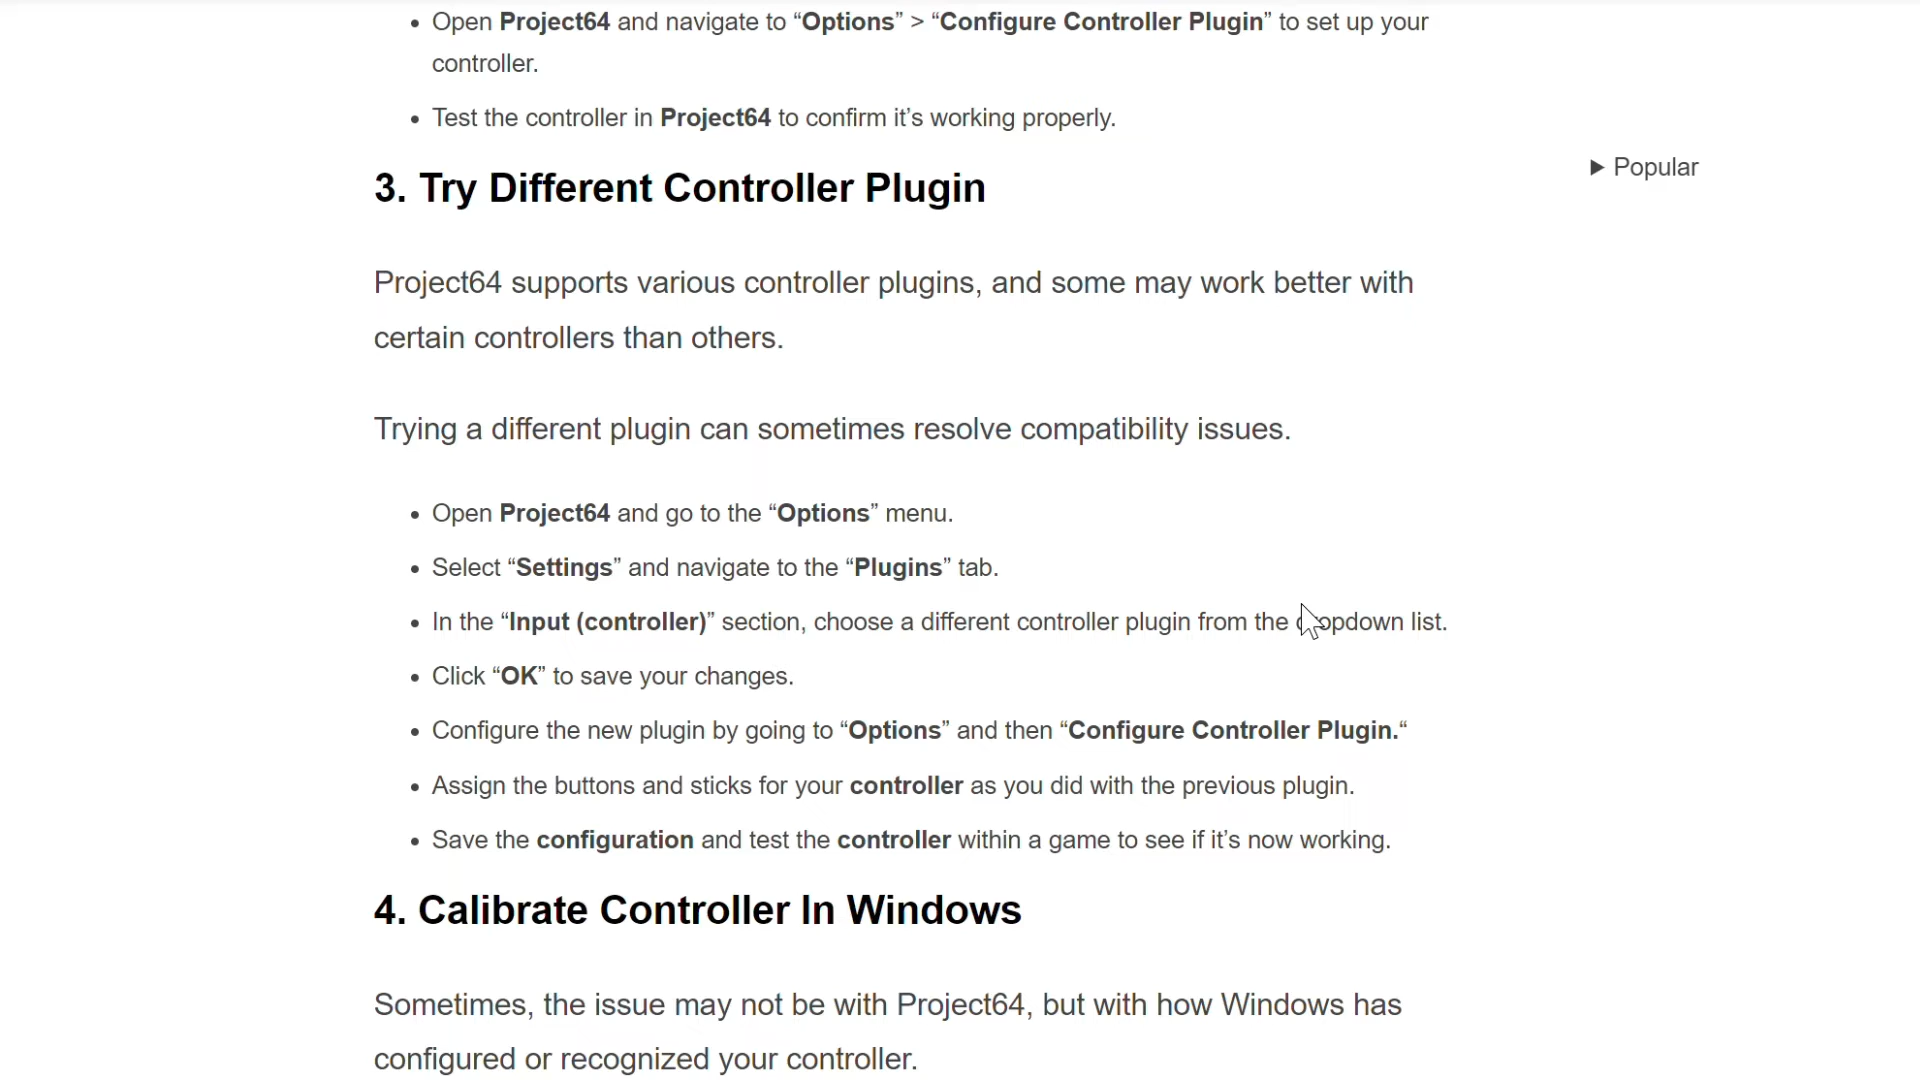 • Open Project64 and navigate to “Options” > “Configure Controller Plugin” to set up your
controller.
• Test the controller in Project64 to confirm it’s working properly.
▶ Popular
3. Try Different Controller Plugin
Project64 supports various controller plugins, and some may work better with
certain controllers than others.
Trying a different plugin can sometimes resolve compatibility issues.
• Open Project64 and go to the “Options” menu.
• Select “Settings” and navigate to the “Plugins” tab.
• In the “Input (controller)” section, choose a different controller plugin from the dropdown list.
• Click “OK” to save your changes.
• Configure the new plugin by going to “Options” and then “Configure Controller Plugin.“
• Assign the buttons and sticks for your controller as you did with the previous plugin.
• Save the configuration and test the controller within a game to see if it’s now working.
4. Calibrate Controller In Windows
Sometimes, the issue may not be with Project64, but with how Windows has
configured or recognized your controller.